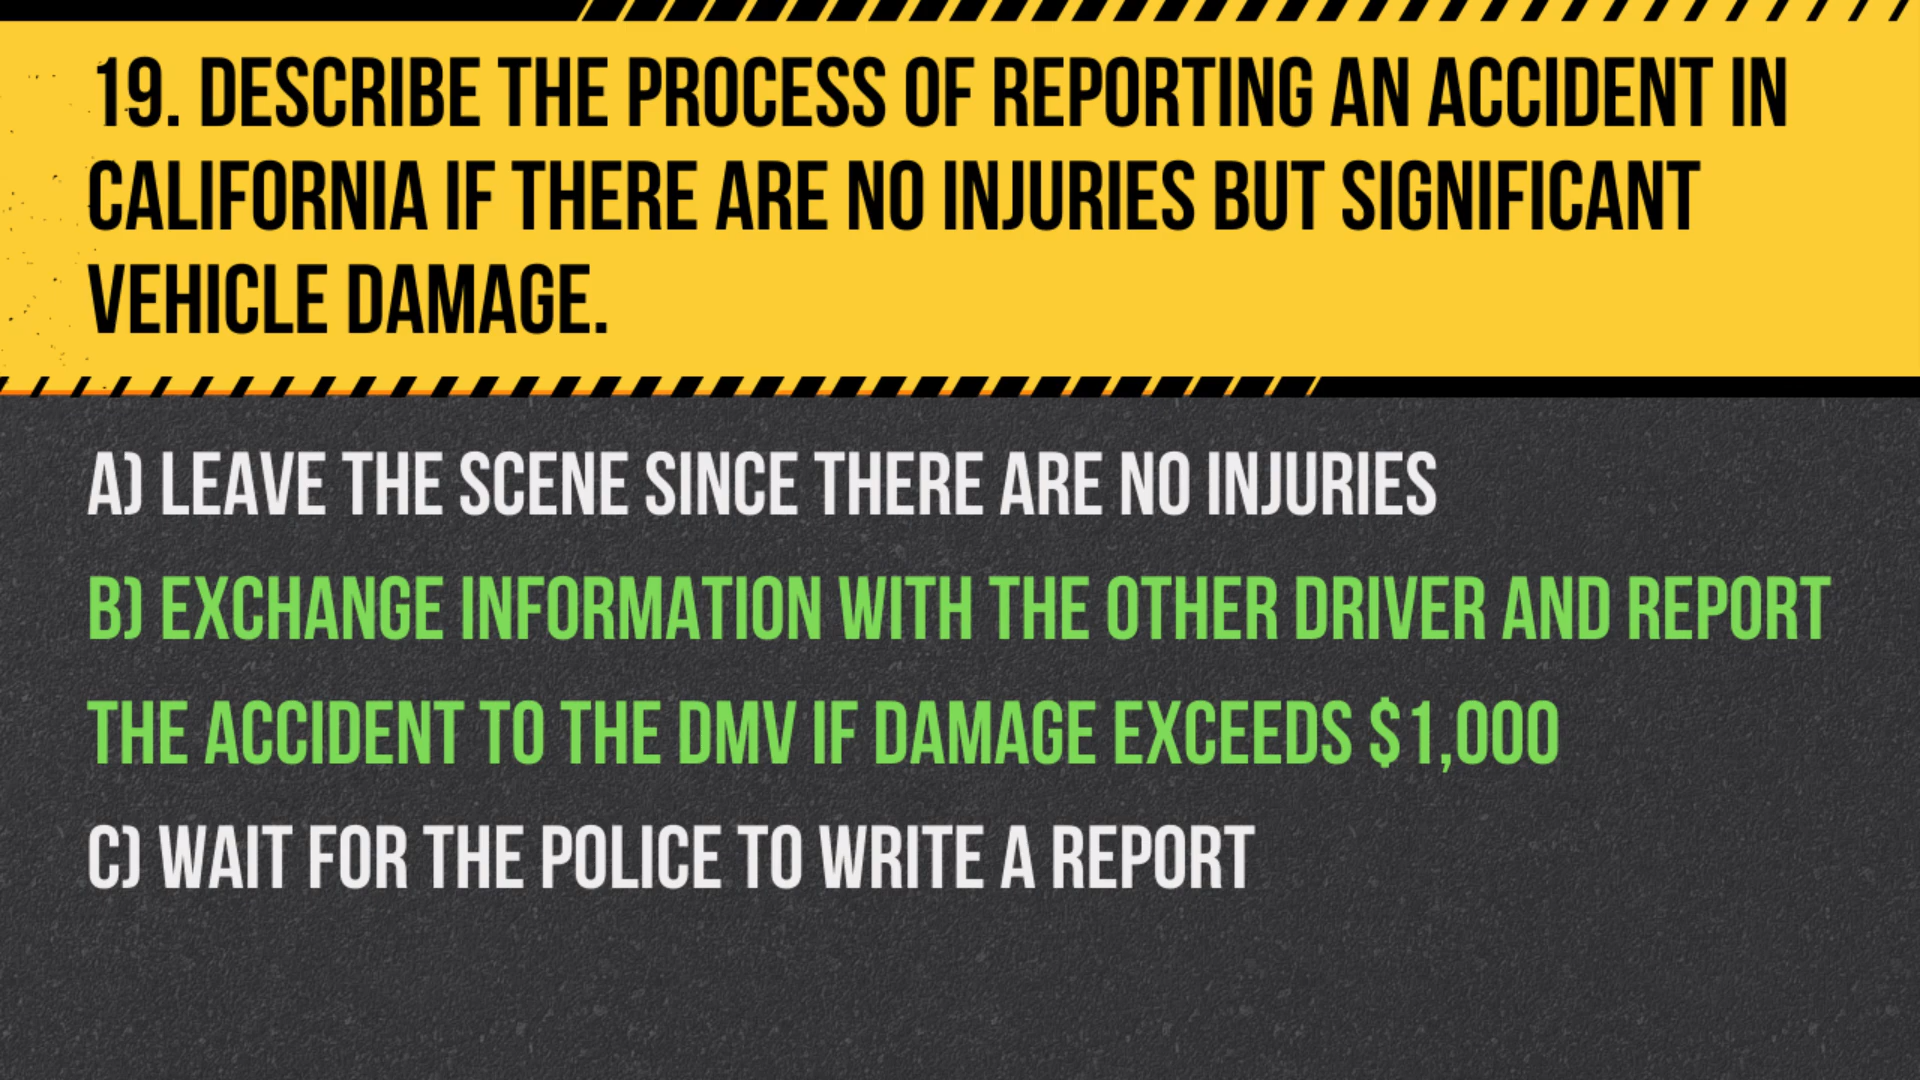 19. DESCRIBE THE PROCESS OF REPORTING AN ACCIDENT IN
CALIFORNIA IF THERE ARE NO INJURIES BUT SIGNIFICANT
VEHICLE DAMAGE.
A) LEAVE THE SCENE SINCE THERE ARE NO INJURIES
B) EXCHANGE INFORMATION WITH THE OTHER DRIVER AND REPORT
THE ACCIDENT TO THE DMV IF DAMAGE EXCEEDS $1,000
C) WAIT FOR THE POLICE TO WRITE A REPORT